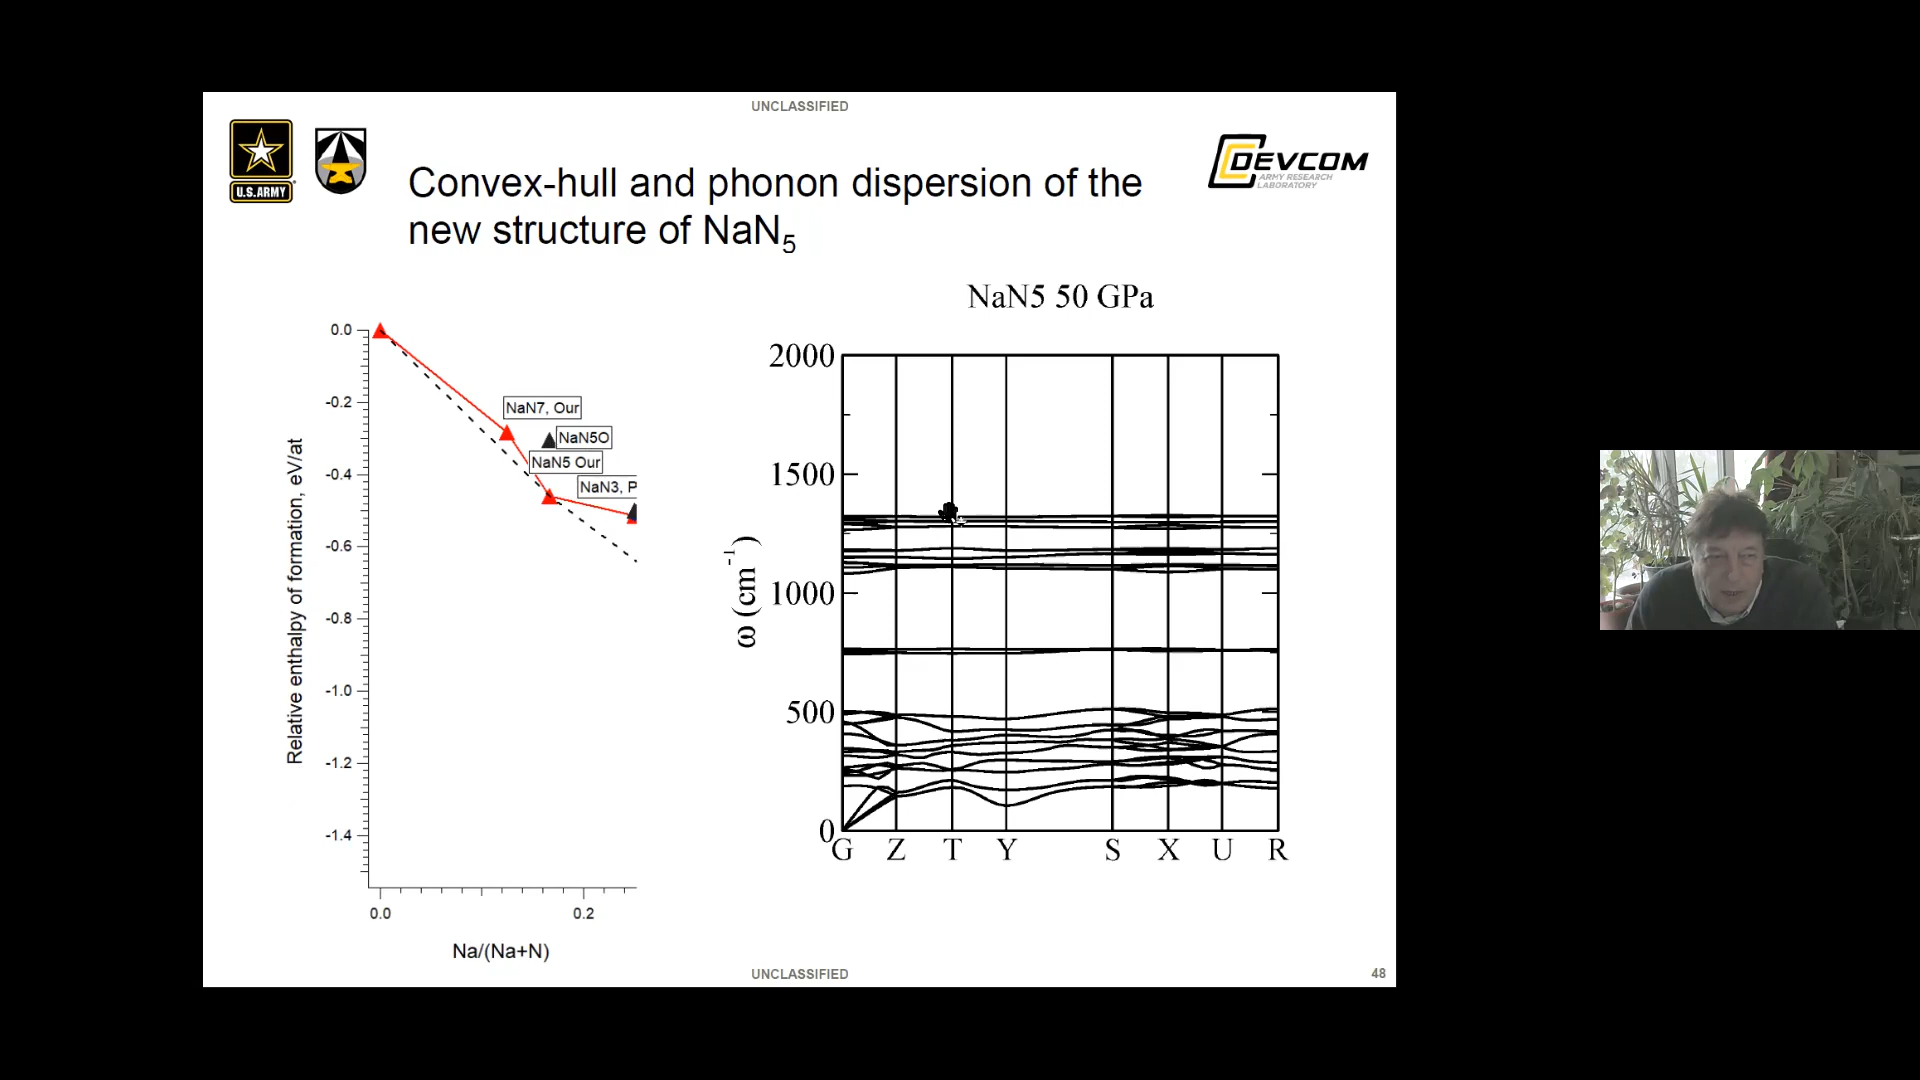 UNCLASSIFIED
U.S.ARMY
DEVCOM
ARMY RESEARCH
LABORATORY
Convex-hull and phonon dispersion of the
new structure of NaN5
Relative enthalpy of formation, eV/at
0.0
-0.2
-0.4
-0.6
-0.8
-1.0
-1.2
-1.4
NaN7, Our
NaN5O
NaN5 Our
NaN3, P
0.0 0.2
Na/(Na+N)
NaN5 50 GPa
ω (cm-1)
2000
1500
1000
500
0
G Z T Y S X U R
UNCLASSIFIED
48